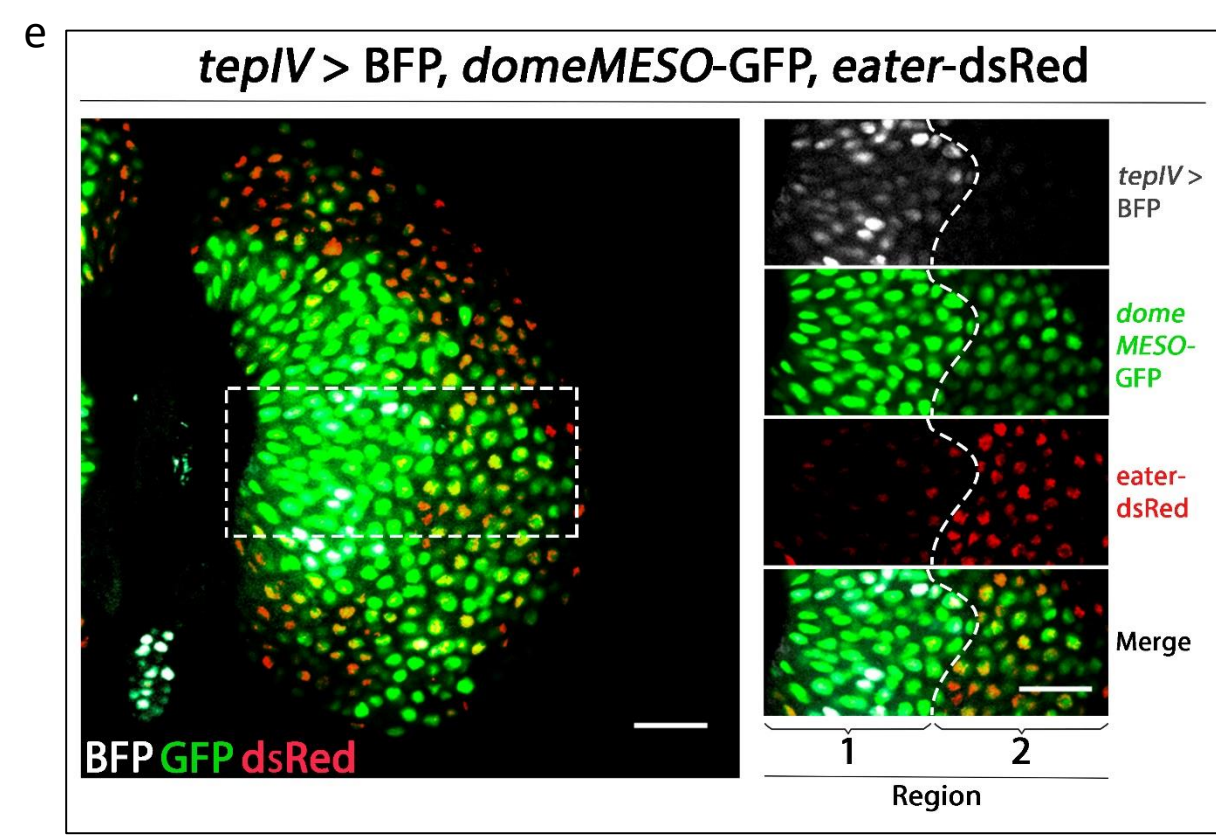 e
tepIV > BFP, domeMESO-GFP, eater-dsRed
BFP GFP dsRed
tepIV >
BFP
dome
MESO-
GFP
eater-
dsRed
Merge
1 2
Region